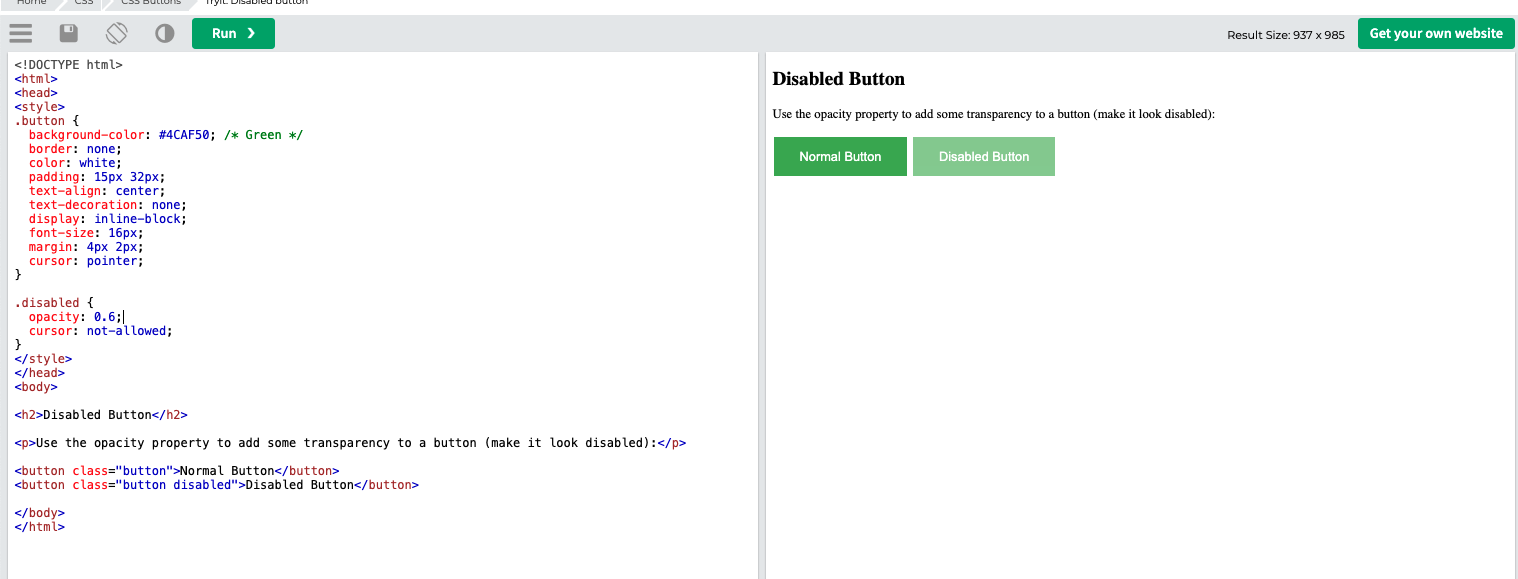 Home CSS CSS Buttons Tryit: Disabled button
Run ❯
Result Size: 937 x 985
Get your own website
<!DOCTYPE html>
<html>
<head>
<style>
.button {
  background-color: #4CAF50; /* Green */
  border: none;
  color: white;
  padding: 15px 32px;
  text-align: center;
  text-decoration: none;
  display: inline-block;
  font-size: 16px;
  margin: 4px 2px;
  cursor: pointer;
}
.disabled {
  opacity: 0.6;
  cursor: not-allowed;
}
</style>
</head>
<body>
<h2>Disabled Button</h2>
<p>Use the opacity property to add some transparency to a button (make it look disabled):</p>
<button class="button">Normal Button</button>
<button class="button disabled">Disabled Button</button>
</body>
</html>
Disabled Button
Use the opacity property to add some transparency to a button (make it look disabled):
Normal Button Disabled Button